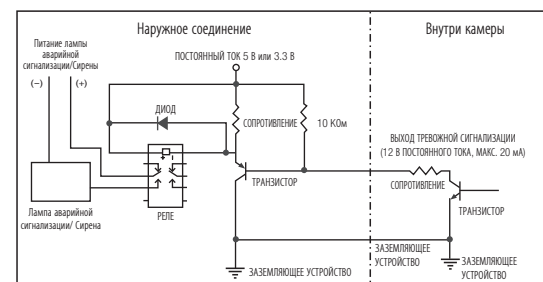 Наружное соединение
Внутри камеры
Питание лампы
аварийной
сигнализации/Сирены
(–) (+)
ПОСТОЯННЫЙ ТОК 5 В или 3.3 В
ДИОД
СОПРОТИВЛЕНИЕ
10 КОм
ВЫХОД ТРЕВОЖНОЙ СИГНАЛИЗАЦИИ
(12 В ПОСТОЯННОГО ТОКА, МАКС. 20 мА)
ТРАНЗИСТОР
СОПРОТИВЛЕНИЕ
ТРАНЗИСТОР
РЕЛЕ
Лампа аварийной
сигнализации/ Сирена
ЗАЗЕМЛЯЮЩЕЕ
УСТРОЙСТВО
ЗАЗЕМЛЯЮЩЕЕ УСТРОЙСТВО
ЗАЗЕМЛЯЮЩЕЕ
УСТРОЙСТВО